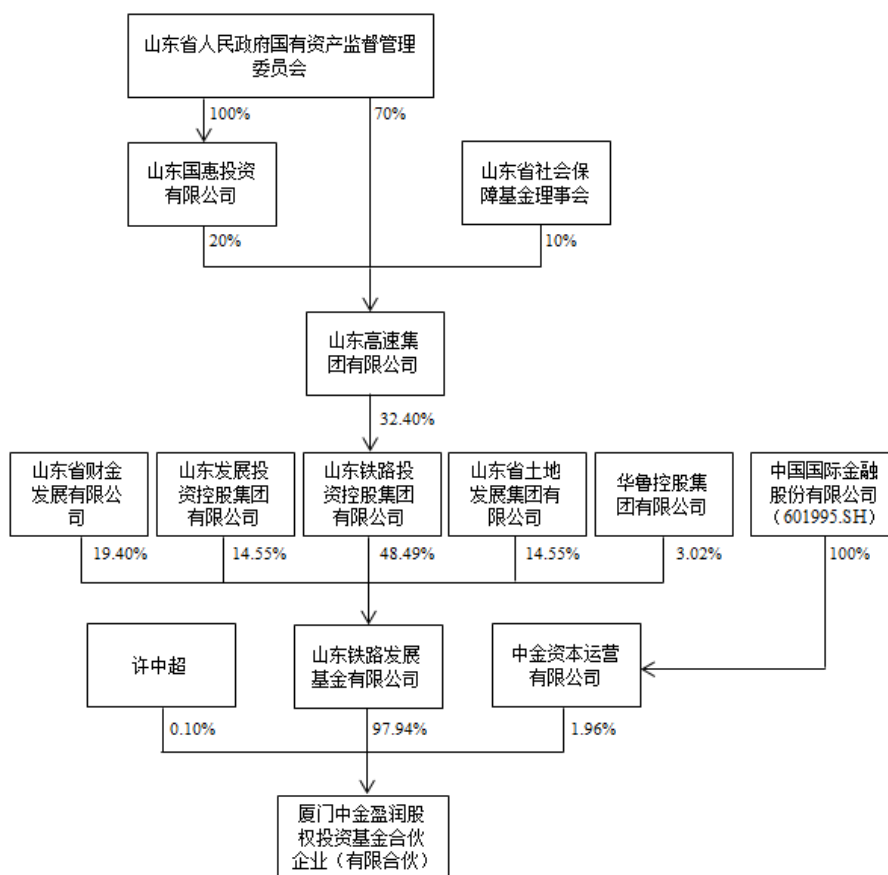 山东省人民政府国有资产监督管理
委员会
100%
70%
山东国惠投资
有限公司
山东省社会保
障基金理事会
20%
10%
山东高速集
团有限公司
32.40%
山东省财金
发展有限公
司
山东发展投
资控股集团
有限公司
山东铁路投
资控股集团
有限公司
山东省土地
发展集团有
限公司
华鲁控股集
团有限公司
中国国际金融
股份有限公司
（601995.SH）
19.40%
14.55%
48.49%
14.55%
3.02%
100%
许中超
山东铁路发展
基金有限公司
中金资本运营
有限公司
0.10%
97.94%
1.96%
厦门中金盈润股
权投资基金合伙
企业（有限合伙）